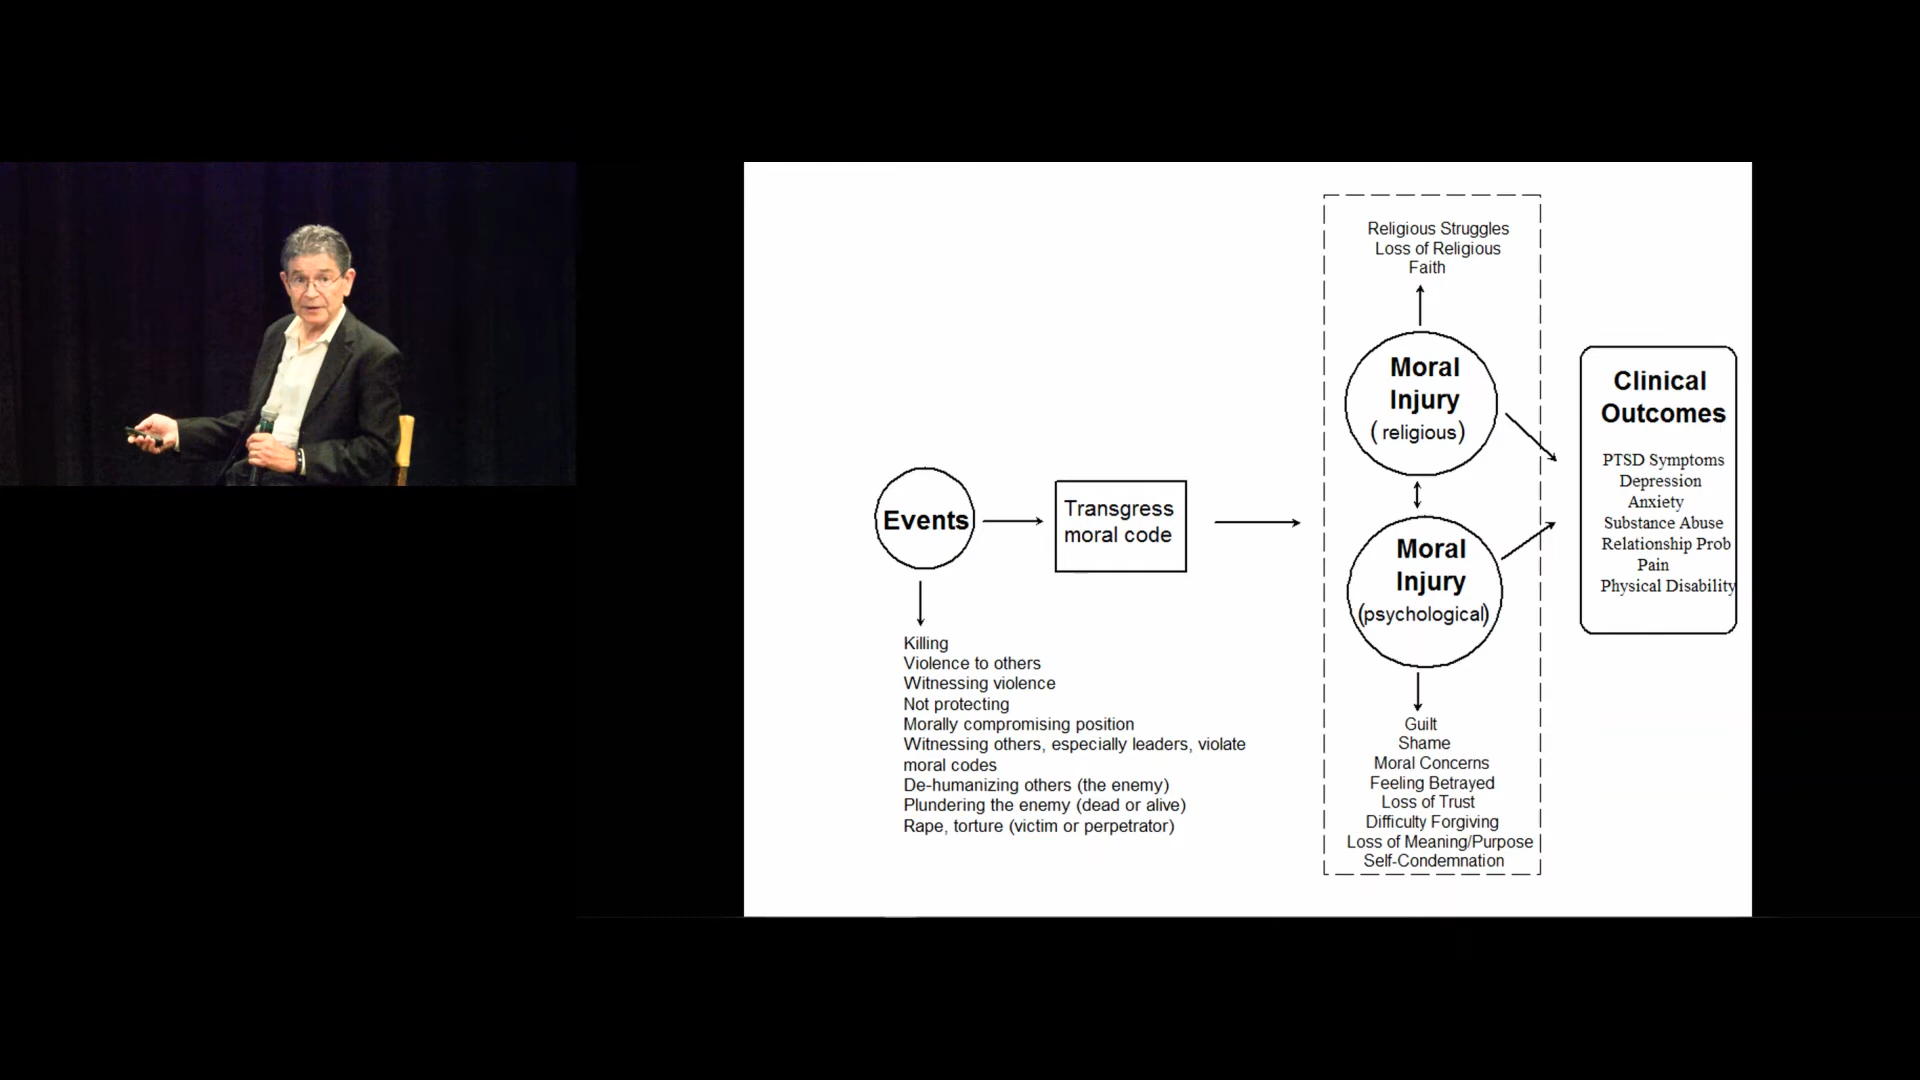 Events
Transgress
moral code
Killing
Violence to others
Witnessing violence
Not protecting
Morally compromising position
Witnessing others, especially leaders, violate
moral codes
De-humanizing others (the enemy)
Plundering the enemy (dead or alive)
Rape, torture (victim or perpetrator)
Religious Struggles
Loss of Religious
Faith
Moral
Injury
( religious)
Moral
Injury
(psychological)
Guilt
Shame
Moral Concerns
Feeling Betrayed
Loss of Trust
Difficulty Forgiving
Loss of Meaning/Purpose
Self-Condemnation
Clinical
Outcomes
PTSD Symptoms
Depression
Anxiety
Substance Abuse
Relationship Prob
Pain
Physical Disability